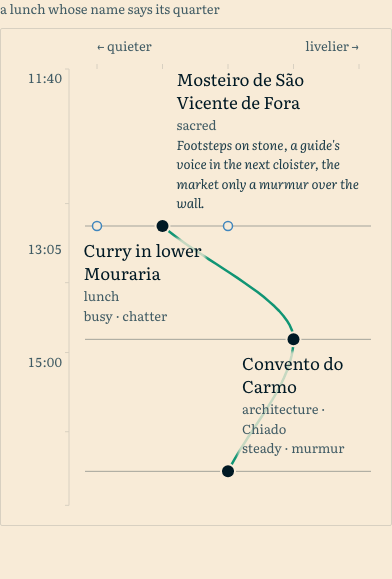 a lunch whose name says its quarter
← quieter
livelier →
11:40
Mosteiro de São
Vicente de Fora
sacred
Footsteps on stone, a guide's
voice in the next cloister, the
market only a murmur over the
wall.
13:05
Curry in lower
Mouraria
lunch
busy · chatter
15:00
Convento do
Carmo
architecture ·
Chiado
steady · murmur